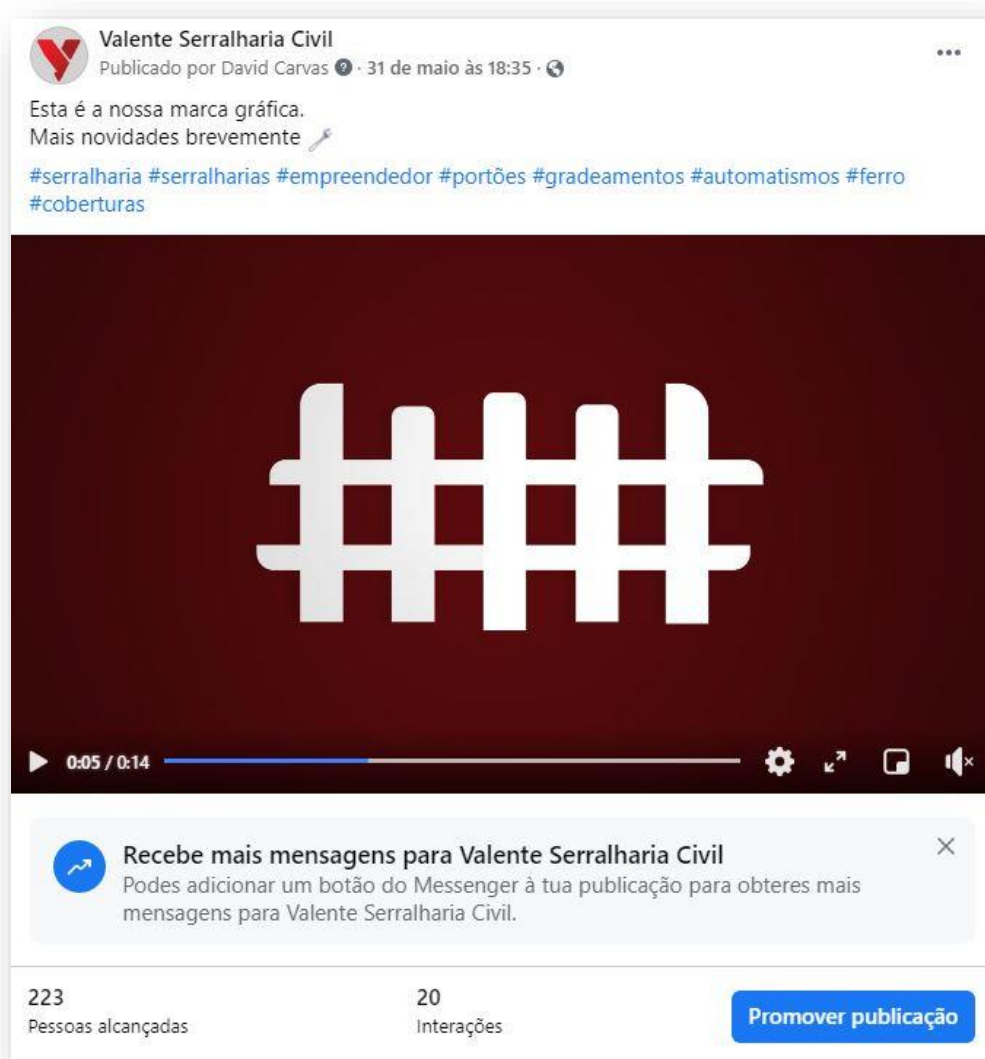 Valente Serralharia Civil
Publicado por David Carvas · 31 de maio às 18:35 ·
Esta é a nossa marca gráfica.
Mais novidades brevemente 🔧
#serralharia #serralharias #empreendedor #portões #gradeamentos #automatismos #ferro
#coberturas
0:05 / 0:14
Recebe mais mensagens para Valente Serralharia Civil
Podes adicionar um botão do Messenger à tua publicação para obteres mais
mensagens para Valente Serralharia Civil.
223
Pessoas alcançadas
20
Interações
Promover publicação